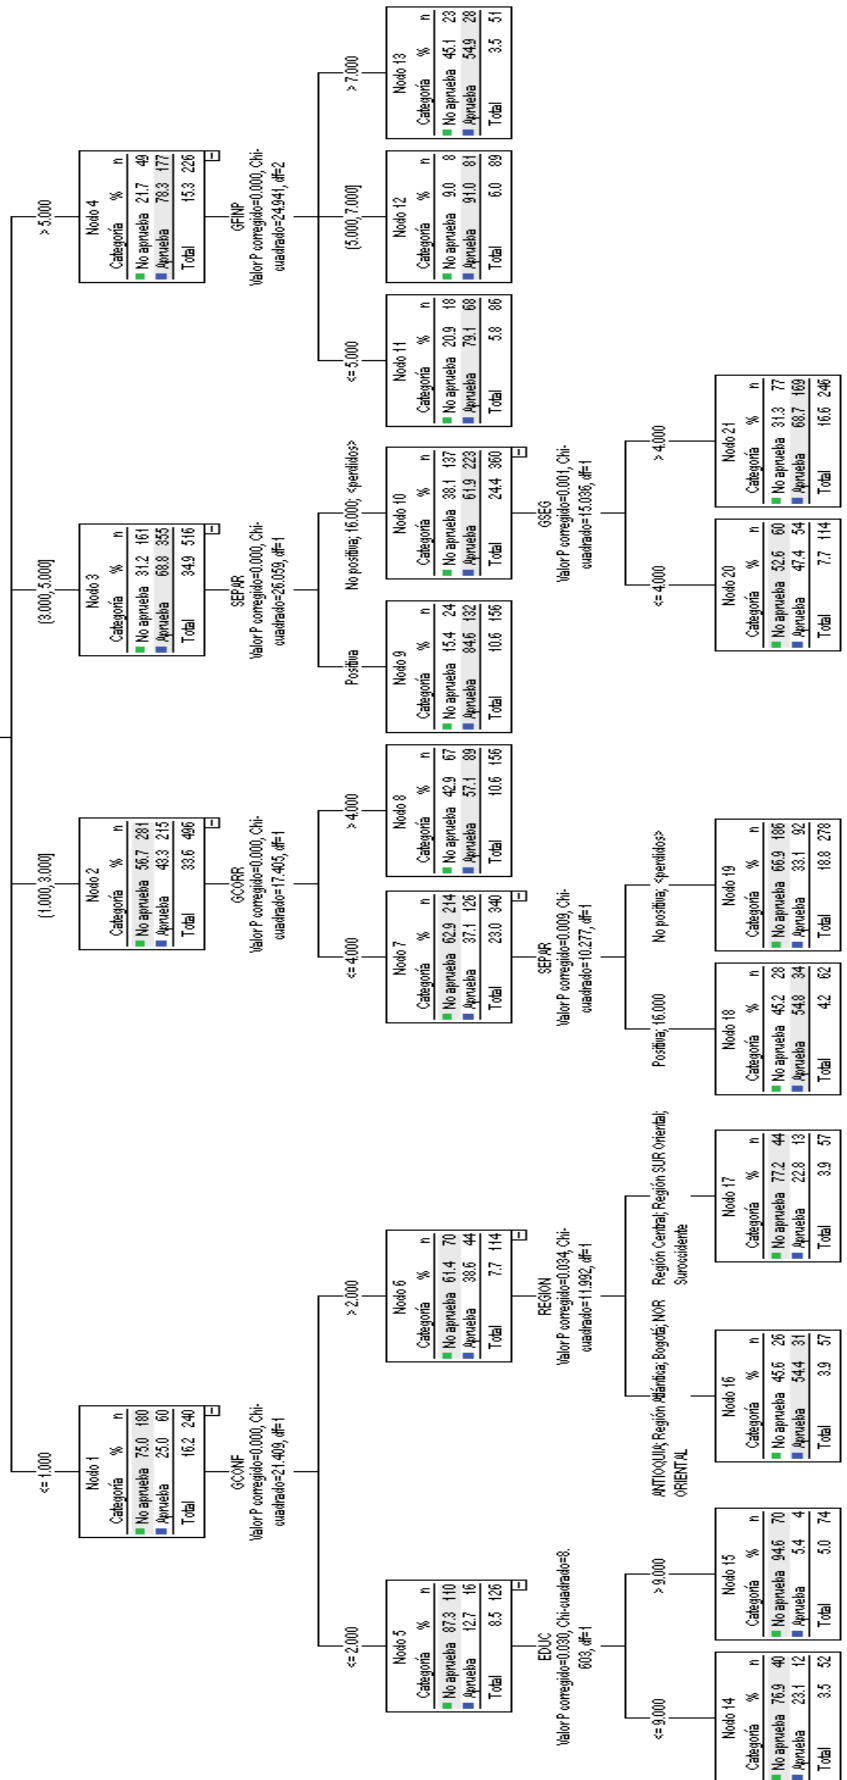 <= 1.000
(1.000, 3.000]
(3.000, 5.000]
> 5.000
Nodo 1
Categoría % n
No aprueba 75.0 180
Aprueba 25.0 60
Total 16.2 240
Nodo 2
Categoría % n
No aprueba 56.7 281
Aprueba 43.3 215
Total 33.6 496
Nodo 3
Categoría % n
No aprueba 31.2 161
Aprueba 68.8 355
Total 34.9 516
Nodo 4
Categoría % n
No aprueba 21.7 49
Aprueba 78.3 177
Total 15.3 226
GCONF
Valor P corregido=0.000, Chi-
cuadrado=21.409, df=1
GCORR
Valor P corregido=0.000, Chi-
cuadrado=17.405, df=1
SEPAR
Valor P corregido=0.000, Chi-
cuadrado=26.059, df=1
GFINP
Valor P corregido=0.000, Chi-
cuadrado=24.941, df=2
<= 2.000
> 2.000
<= 4.000
> 4.000
Positiva
No positiva; 16.000; <perdidos>
<= 5.000
(5.000, 7.000]
> 7.000
Nodo 5
Categoría % n
No aprueba 87.3 110
Aprueba 12.7 16
Total 8.5 126
Nodo 6
Categoría % n
No aprueba 61.4 70
Aprueba 38.6 44
Total 7.7 114
Nodo 7
Categoría % n
No aprueba 62.9 214
Aprueba 37.1 126
Total 23.0 340
Nodo 8
Categoría % n
No aprueba 42.9 67
Aprueba 57.1 89
Total 10.6 156
Nodo 9
Categoría % n
No aprueba 15.4 24
Aprueba 84.6 132
Total 10.6 156
Nodo 10
Categoría % n
No aprueba 38.1 137
Aprueba 61.9 223
Total 24.4 360
Nodo 11
Categoría % n
No aprueba 20.9 18
Aprueba 79.1 68
Total 5.8 86
Nodo 12
Categoría % n
No aprueba 9.0 8
Aprueba 91.0 81
Total 6.0 89
Nodo 13
Categoría % n
No aprueba 45.1 23
Aprueba 54.9 28
Total 3.5 51
EDUC
Valor P corregido=0.030, Chi-cuadrado=8.
603, df=1
REGION
Valor P corregido=0.034, Chi-
cuadrado=11.992, df=1
SEPAR
Valor P corregido=0.009, Chi-
cuadrado=10.277, df=1
GSEG
Valor P corregido=0.001, Chi-
cuadrado=15.036, df=1
<= 9.000
> 9.000
ANTIOQUIA; Región Atlántica; Bogotá; NOR
ORIENTAL
Región Central; Región SUR Oriental;
Suroccidente
Positiva; 16.000
No positiva; <perdidos>
<= 4.000
> 4.000
Nodo 14
Categoría % n
No aprueba 76.9 40
Aprueba 23.1 12
Total 3.5 52
Nodo 15
Categoría % n
No aprueba 94.6 70
Aprueba 5.4 4
Total 5.0 74
Nodo 16
Categoría % n
No aprueba 45.6 26
Aprueba 54.4 31
Total 3.9 57
Nodo 17
Categoría % n
No aprueba 77.2 44
Aprueba 22.8 13
Total 3.9 57
Nodo 18
Categoría % n
No aprueba 45.2 28
Aprueba 54.8 34
Total 4.2 62
Nodo 19
Categoría % n
No aprueba 66.9 186
Aprueba 33.1 92
Total 18.8 278
Nodo 20
Categoría % n
No aprueba 52.6 60
Aprueba 47.4 54
Total 7.7 114
Nodo 21
Categoría % n
No aprueba 31.3 77
Aprueba 68.7 169
Total 16.6 246